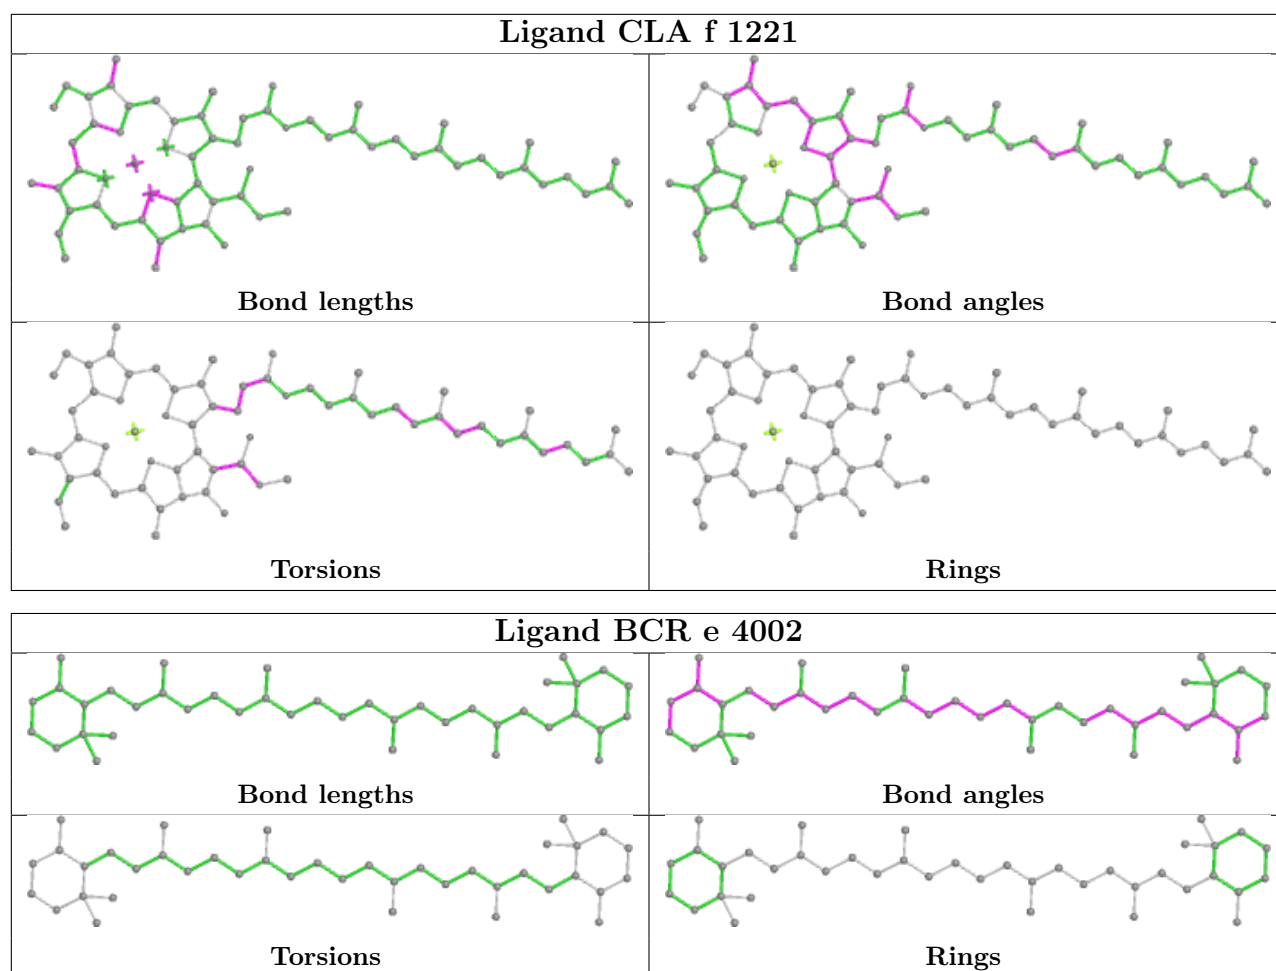 Ligand CLA f 1221
Bond lengths
Bond angles
Torsions
Rings
Ligand BCR e 4002
Bond lengths
Bond angles
Torsions
Rings